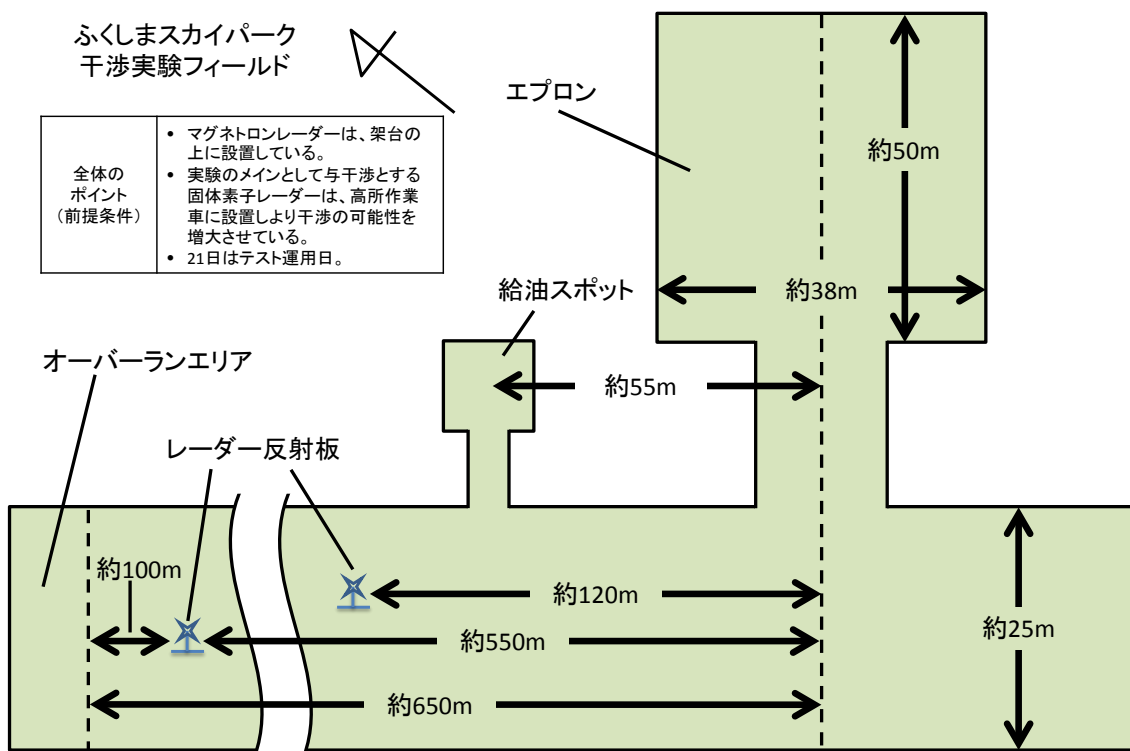 ふくしまスカイパーク
干渉実験フィールド
全体の
ポイント
（前提条件）
• マグネトロンレーダーは、架台の
上に設置している。
• 実験のメインとして与干渉とする
固体素子レーダーは、高所作業
車に設置しより干渉の可能性を
増大させている。
• 21日はテスト運用日。
エプロン
約50m
約38m
給油スポット
約55m
オーバーランエリア
レーダー反射板
約100m
約120m
約550m
約25m
約650m